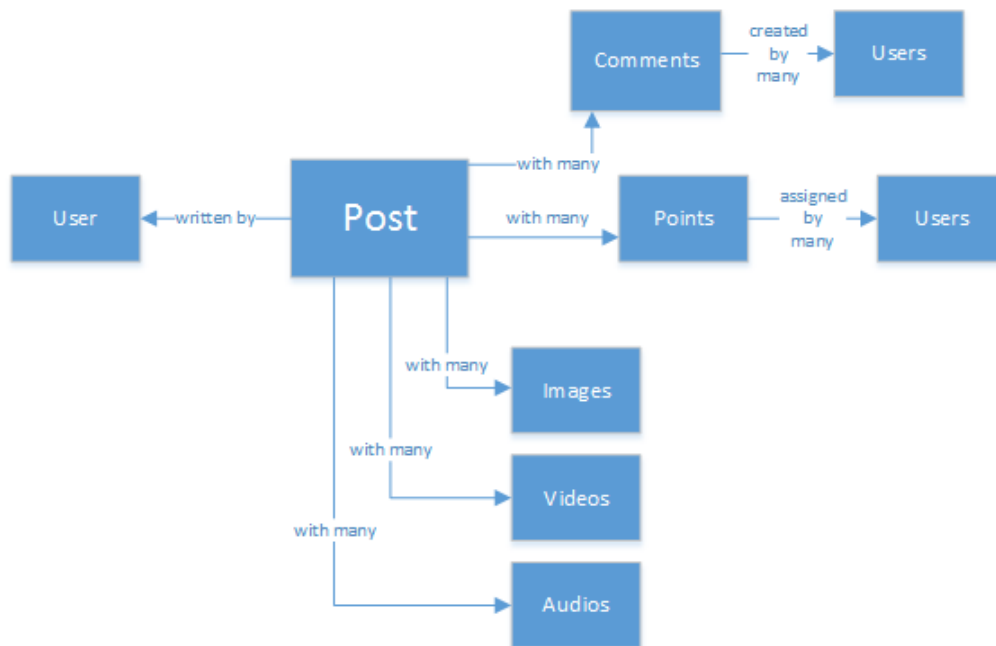 Comments
created
by
many
Users
with many
User
written by
Post
with many
Points
assigned
by
many
Users
with many
Images
with many
Videos
with many
Audios